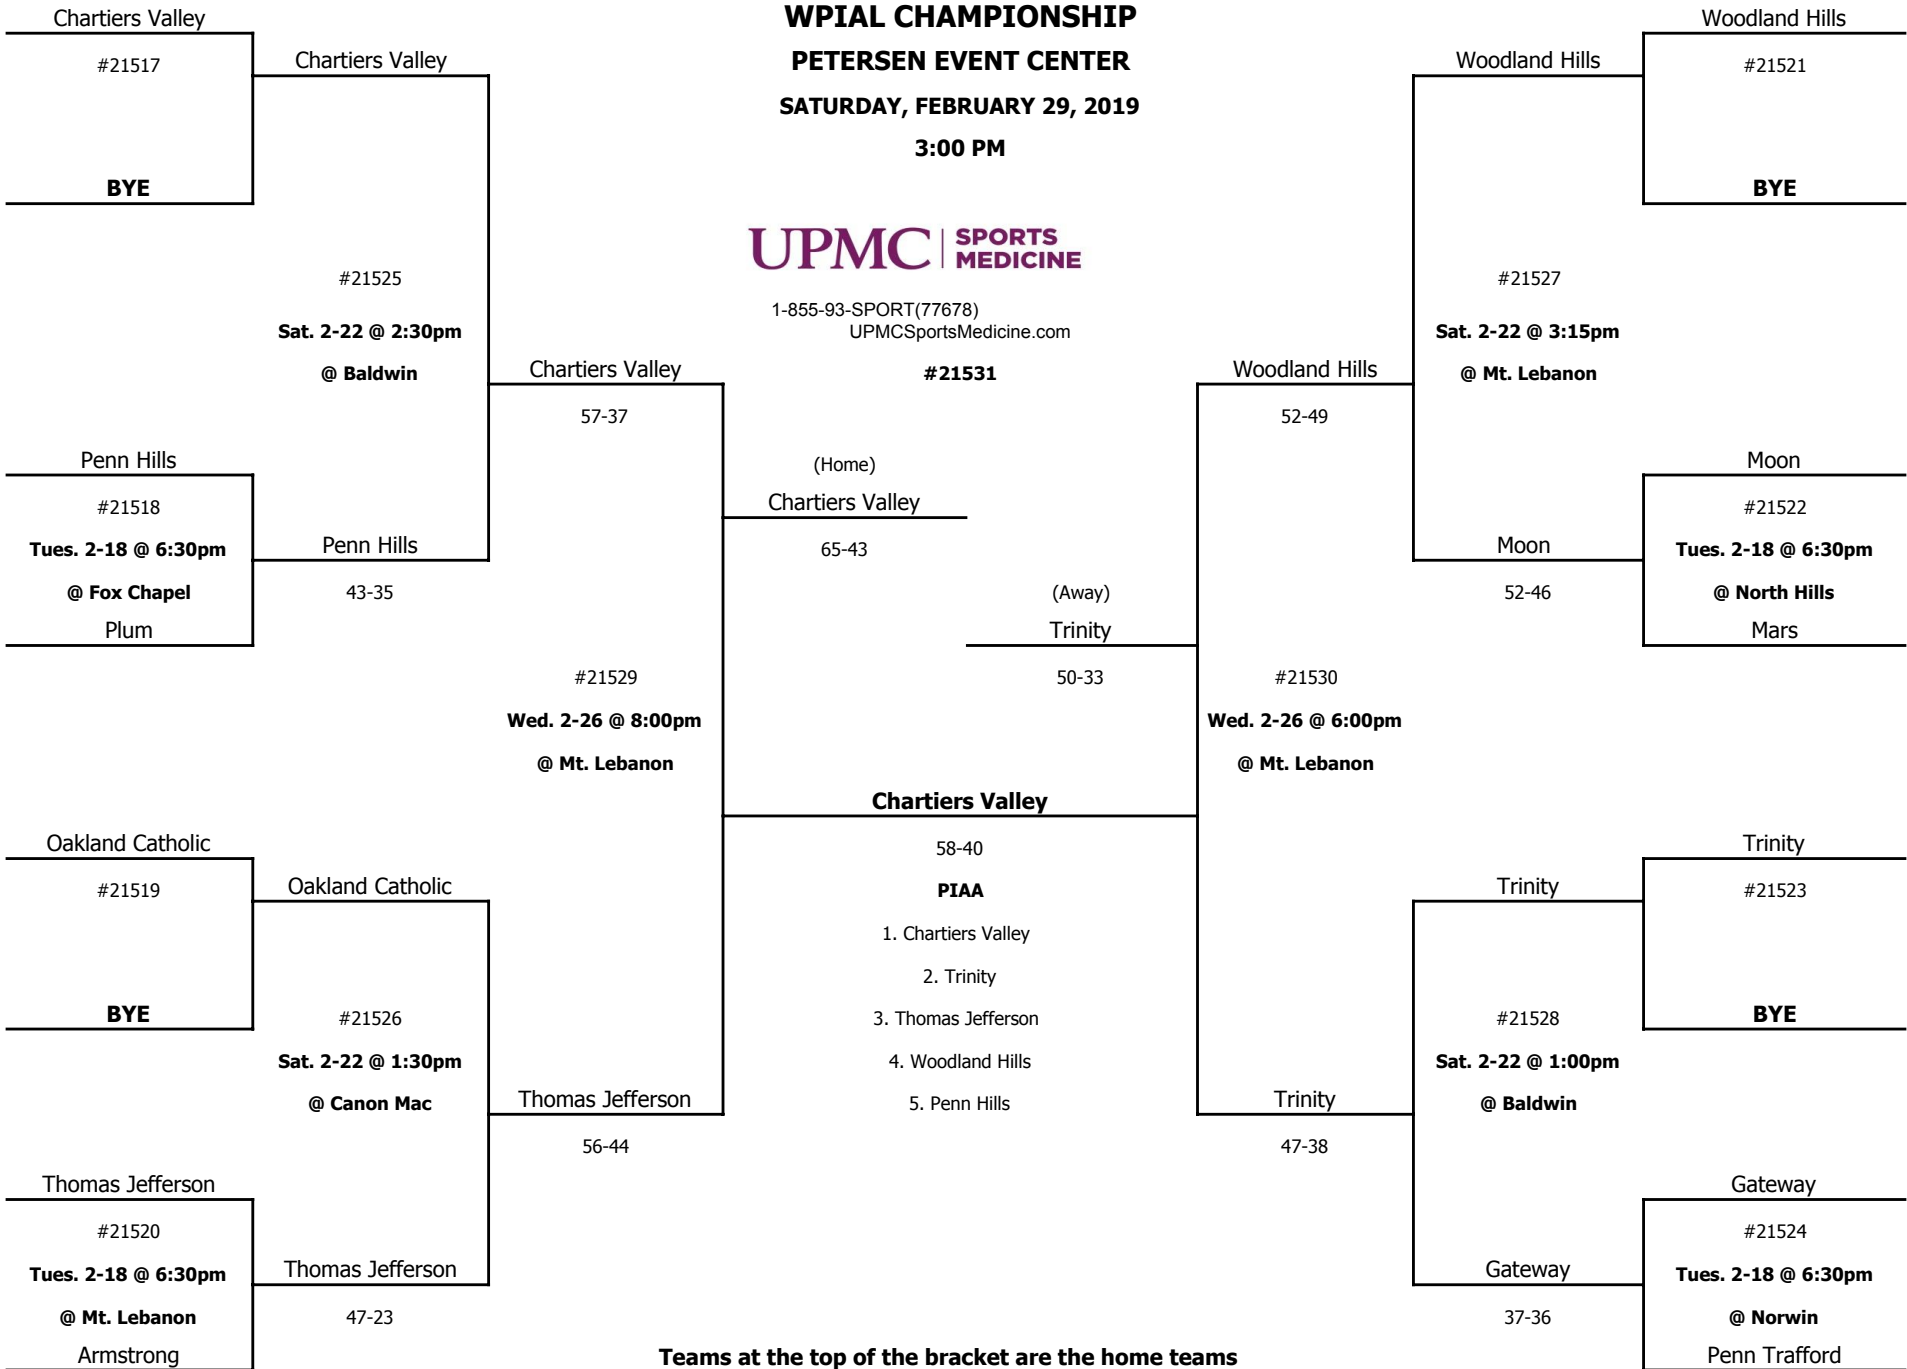 WPIAL CHAMPIONSHIP
PETERSEN EVENT CENTER
SATURDAY, FEBRUARY 29, 2019
3:00 PM
UPMC | SPORTS MEDICINE
1-855-93-SPORT(77678)
UPMCSportsMedicine.com
#21531
Chartiers Valley
#21517
BYE
Penn Hills
#21518
Tues. 2-18 @ 6:30pm
@ Fox Chapel
Plum
Oakland Catholic
#21519
BYE
Thomas Jefferson
#21520
Tues. 2-18 @ 6:30pm
@ Mt. Lebanon
Armstrong
Chartiers Valley
#21525
Sat. 2-22 @ 2:30pm
@ Baldwin
Penn Hills
43-35
Oakland Catholic
#21526
Sat. 2-22 @ 1:30pm
@ Canon Mac
Thomas Jefferson
47-23
Chartiers Valley
57-37
#21529
Wed. 2-26 @ 8:00pm
@ Mt. Lebanon
Thomas Jefferson
56-44
(Home)
Chartiers Valley
65-43
(Away)
Trinity
50-33
Chartiers Valley
58-40
PIAA
1. Chartiers Valley
2. Trinity
3. Thomas Jefferson
4. Woodland Hills
5. Penn Hills
Woodland Hills
52-49
#21530
Wed. 2-26 @ 6:00pm
@ Mt. Lebanon
Trinity
47-38
Woodland Hills
#21527
Sat. 2-22 @ 3:15pm
@ Mt. Lebanon
Moon
52-46
Trinity
#21528
Sat. 2-22 @ 1:00pm
@ Baldwin
Gateway
37-36
Woodland Hills
#21521
BYE
Moon
#21522
Tues. 2-18 @ 6:30pm
@ North Hills
Mars
Trinity
#21523
BYE
Gateway
#21524
Tues. 2-18 @ 6:30pm
@ Norwin
Penn Trafford
Teams at the top of the bracket are the home teams